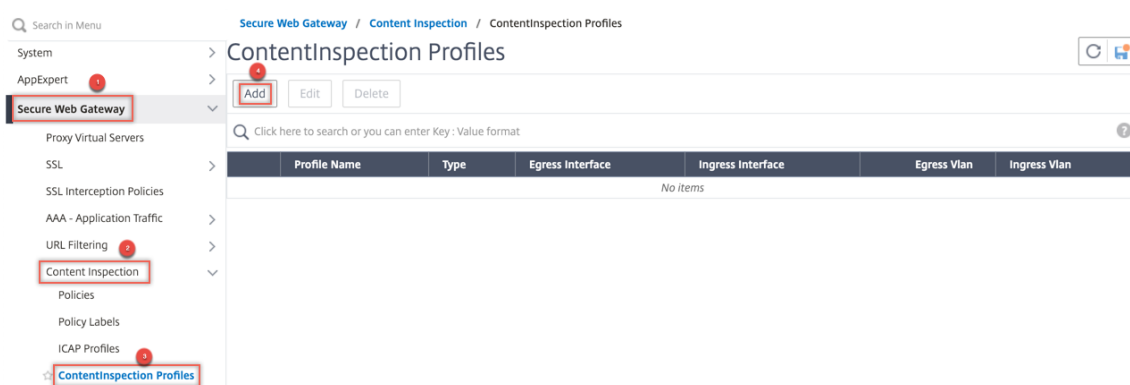 Search in Menu
System
AppExpert
1
Secure Web Gateway
Proxy Virtual Servers
SSL
SSL Interception Policies
AAA - Application Traffic
URL Filtering
2
Content Inspection
Policies
Policy Labels
ICAP Profiles
3
ContentInspection Profiles
Secure Web Gateway / Content Inspection / ContentInspection Profiles
ContentInspection Profiles
4
Add Edit Delete
Click here to search or you can enter Key : Value format
?
Profile Name Type Egress Interface Ingress Interface Egress Vlan Ingress Vlan
No items